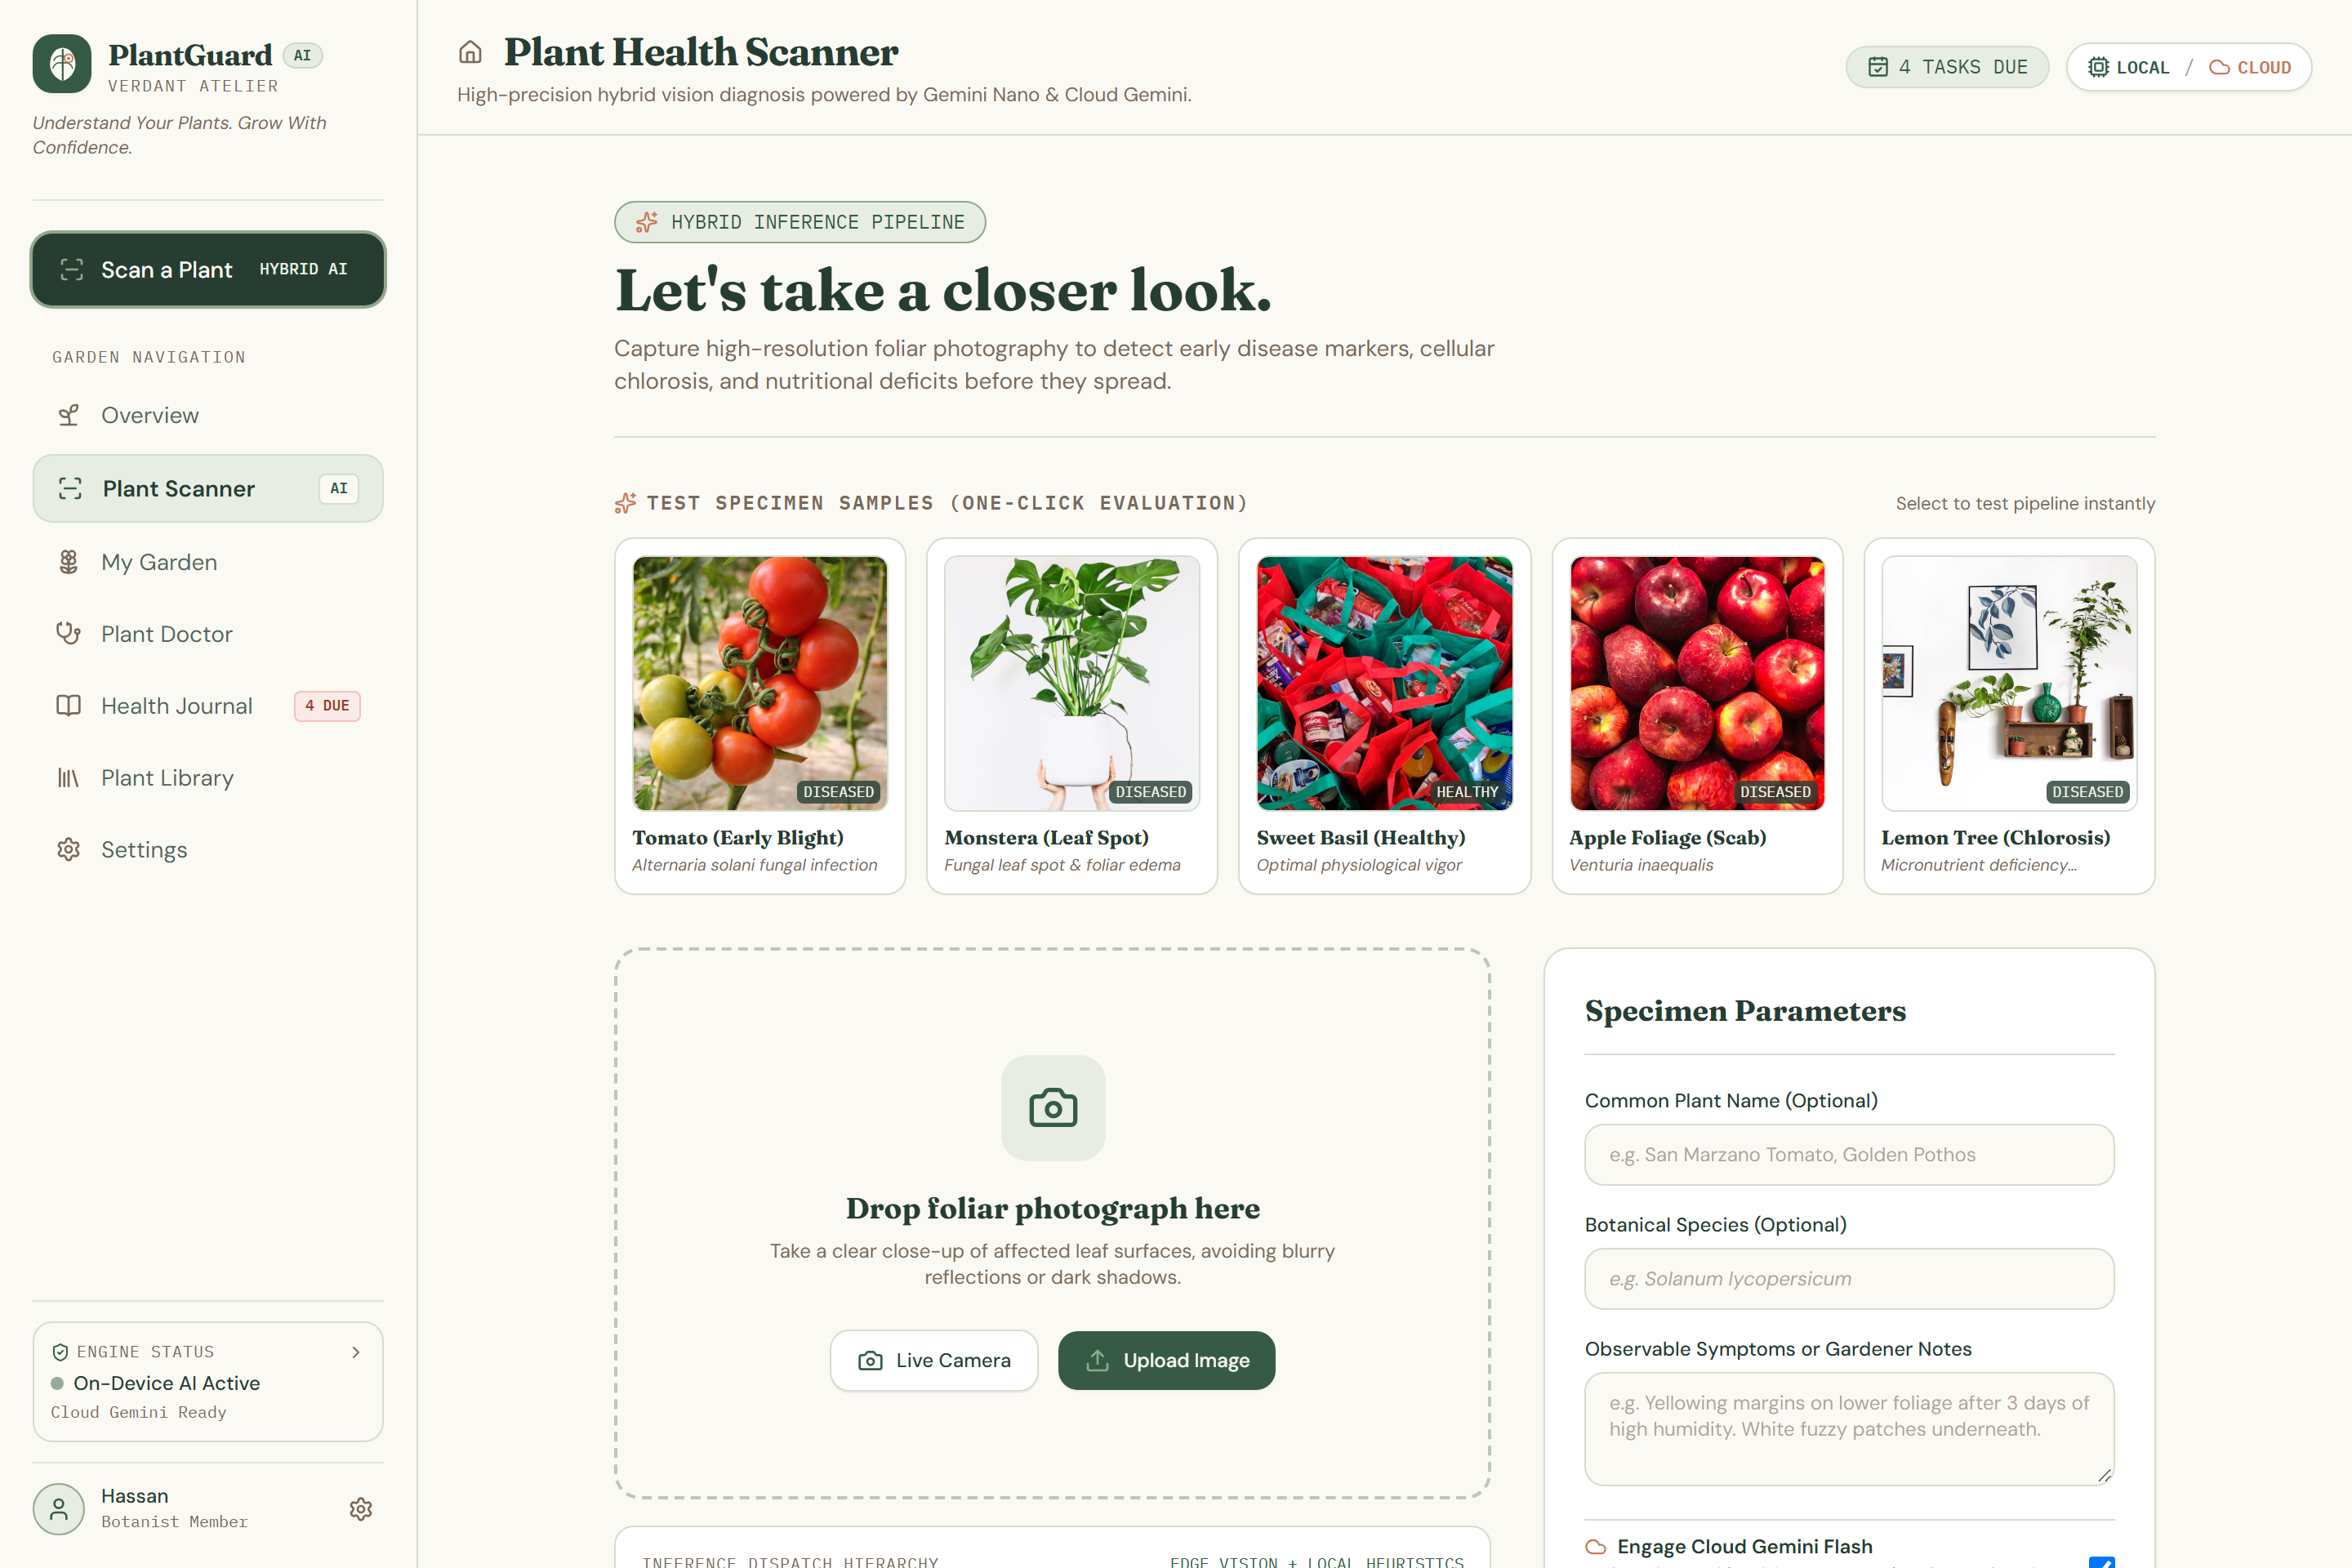 PlantGuard AI
VERDANT ATELIER
Understand Your Plants. Grow With
Confidence.
Scan a Plant HYBRID AI
GARDEN NAVIGATION
Overview
Plant Scanner AI
My Garden
Plant Doctor
Health Journal 4 DUE
Plant Library
Settings
ENGINE STATUS
On-Device AI Active
Cloud Gemini Ready
Hassan
Botanist Member
Plant Health Scanner
High-precision hybrid vision diagnosis powered by Gemini Nano & Cloud Gemini.
4 TASKS DUE
LOCAL / CLOUD
HYBRID INFERENCE PIPELINE
Let's take a closer look.
Capture high-resolution foliar photography to detect early disease markers, cellular
chlorosis, and nutritional deficits before they spread.
TEST SPECIMEN SAMPLES (ONE-CLICK EVALUATION)
Select to test pipeline instantly
DISEASED
Tomato (Early Blight)
Alternaria solani fungal infection
DISEASED
Monstera (Leaf Spot)
Fungal leaf spot & foliar edema
HEALTHY
Sweet Basil (Healthy)
Optimal physiological vigor
DISEASED
Apple Foliage (Scab)
Venturia inaequalis
DISEASED
Lemon Tree (Chlorosis)
Micronutrient deficiency...
Drop foliar photograph here
Take a clear close-up of affected leaf surfaces, avoiding blurry
reflections or dark shadows.
Live Camera
Upload Image
INFERENCE DISPATCH HIERARCHY
EDGE VISION + LOCAL HEURISTICS
Specimen Parameters
Common Plant Name (Optional)
e.g. San Marzano Tomato, Golden Pothos
Botanical Species (Optional)
e.g. Solanum lycopersicum
Observable Symptoms or Gardener Notes
e.g. Yellowing margins on lower foliage after 3 days of
high humidity. White fuzzy patches underneath.
Engage Cloud Gemini Flash